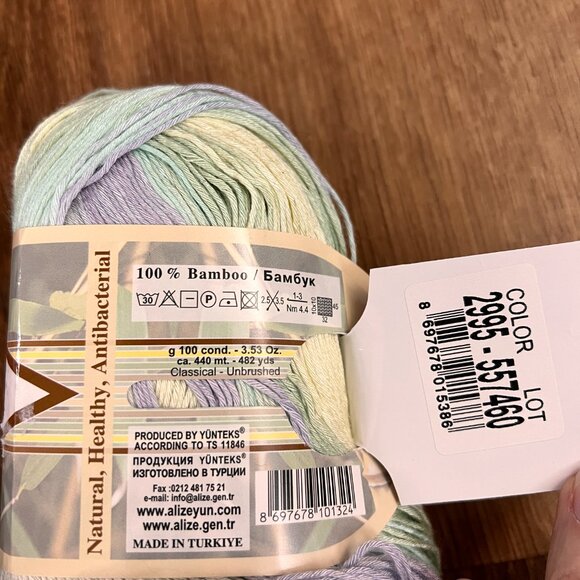 Natural, Healthy, Antibacterial
100 % Bamboo / Бамбук
30 P 2.5 3.5 1-3 Nm 4.4 10x10 45 32
g 100 cond. - 3.53 Oz.
ca. 440 mt. - 482 yds
Classical - Unbrushed
PRODUCED BY YÜNTEKS®
ACCORDING TO TS 11846
ПРОДУКЦИЯ YÜNTEKS®
ИЗГОТОВЛЕНО В ТУРЦИИ
Fax :0212 481 75 21
e-mail: info@alize.gen.tr
www.alizeyun.com
www.alize.gen.tr
MADE IN TURKIYE
8 697678 101324
COLOR LOT
2995 - 557460
8 697678 015386